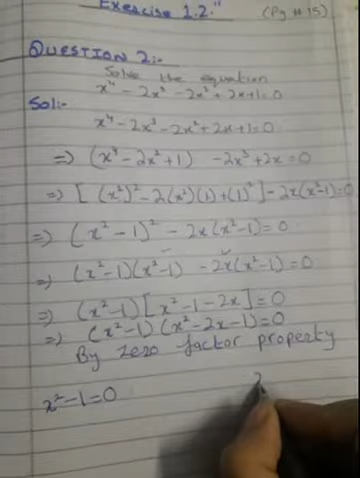 Exercise 1.2" (Pg # 15)
QUESTION 2:-
Solve the equation
x⁴ - 2x³ - 2x² + 2x + 1 = 0
Sol:-
x⁴ - 2x³ - 2x² + 2x + 1 = 0
⇒ (x⁴ - 2x² + 1) - 2x³ + 2x = 0
⇒ [(x²)² - 2(x²)(1) + (1)²] - 2x(x²-1) = 0
⇒ (x² - 1)² - 2x(x² - 1) = 0
⇒ (x²-1)(x²-1) - 2x(x²-1) = 0
⇒ (x²-1)[x²-1-2x] = 0
⇒ (x²-1)(x²-2x-1) = 0
By zero factor property
x² - 1 = 0